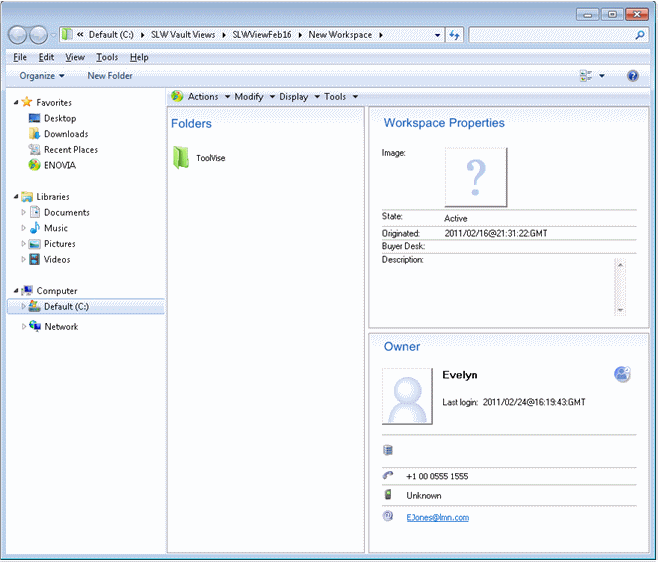 « Default (C:) ▸ SLW Vault Views ▸ SLWViewFeb16 ▸ New Workspace ▸
File Edit View Tools Help
Organize New Folder
Favorites
Desktop
Downloads
Recent Places
ENOVIA
Libraries
Documents
Music
Pictures
Videos
Computer
Default (C:)
Network
Actions Modify Display Tools
Folders
ToolVise
Workspace Properties
Image:
?
State: Active
Originated: 2011/02/16@21:31:22:GMT
Buyer Desk:
Description:
Owner
Evelyn
Last login: 2011/02/24@16:19:43:GMT
+1 00 0555 1555
Unknown
EJones@lmn.com